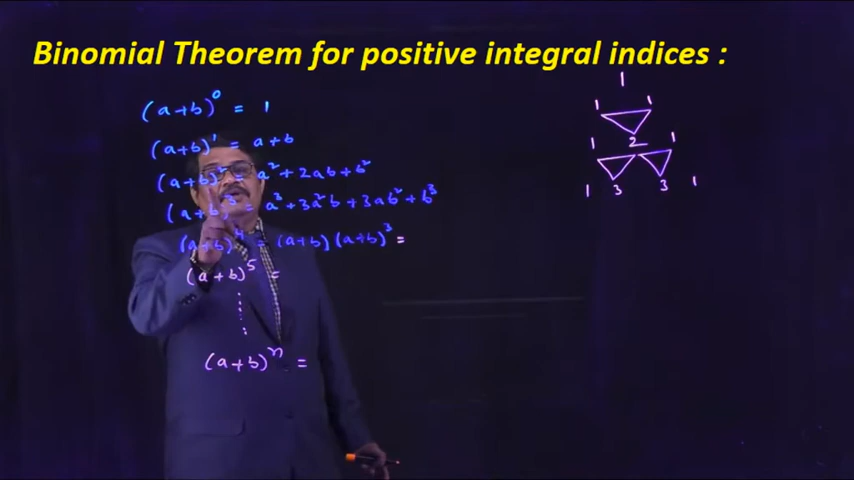 Binomial Theorem for positive integral indices :
(a+b)⁰ = 1
(a+b)¹ = a+b
(a+b)² = a² + 2ab + b²
(a+b)³ = a³ + 3a²b + 3ab² + b³
(a+b)⁴ = (a+b) (a+b)³ =
(a+b)⁵ =
(a+b)ⁿ =
1
1 1
1 2 1
1 3 3 1